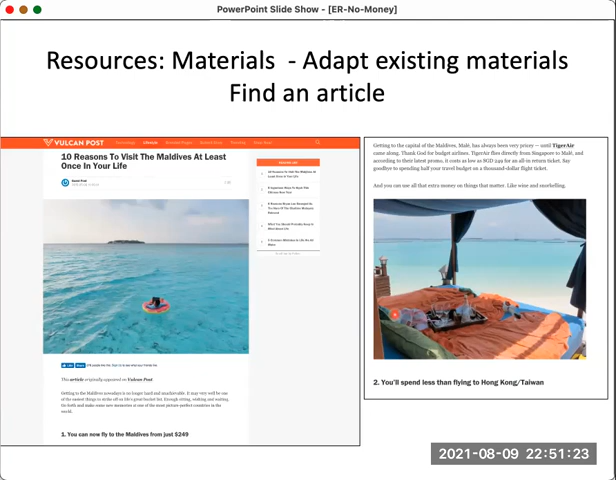 PowerPoint Slide Show - [ER-No-Money]
Resources: Materials - Adapt existing materials
Find an article
VULCAN POST
Lifestyle
10 Reasons To Visit The Maldives At Least
Once In Your Life
This article originally appeared on Vulcan Post
Getting to the Maldives nowadays is no longer hard and unachievable. It may very well be one
of the easiest things to strike off on life's great bucket list. Enough sitting, wishing and waiting.
Go forth and make some new memories at one of the most picture-perfect countries in the
world.
1. You can now fly to the Maldives from just $249
Getting to the capital of the Maldives, Malé, has always been very pricey — until TigerAir
came along. Thank God for budget airlines. TigerAir flies directly from Singapore to Malé, and
according to their latest promo, it costs as low as SGD 249 for an all-in return ticket. Say
goodbye to spending half your travel budget on a thousand-dollar flight ticket.
And you can use all that extra money on things that matter. Like wine and snorkelling.
2. You'll spend less than flying to Hong Kong/Taiwan
2021-08-09 22:51:23